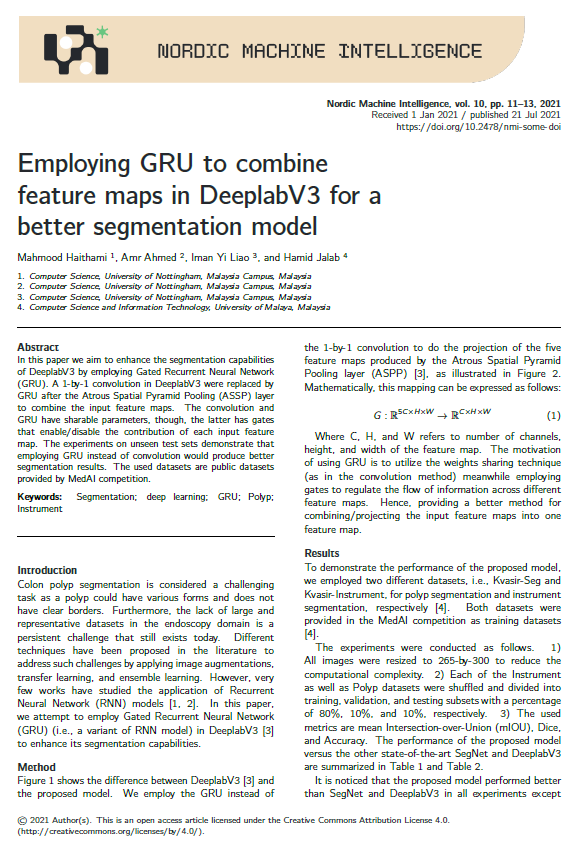 NORDIC MACHINE INTELLIGENCE
Nordic Machine Intelligence, vol. 10, pp. 11–13, 2021
Received 1 Jan 2021 / published 21 Jul 2021
https://doi.org/10.2478/nmi-some-doi
Employing GRU to combine
feature maps in DeeplabV3 for a
better segmentation model
Mahmood Haithami 1, Amr Ahmed 2, Iman Yi Liao 3, and Hamid Jalab 4
1. Computer Science, University of Nottingham, Malaysia Campus, Malaysia
2. Computer Science, University of Nottingham, Malaysia Campus, Malaysia
3. Computer Science, University of Nottingham, Malaysia Campus, Malaysia
4. Computer Science and Information Technology, University of Malaya, Malaysia
Abstract
In this paper we aim to enhance the segmentation capabilities
of DeeplabV3 by employing Gated Recurrent Neural Network
(GRU). A 1-by-1 convolution in DeeplabV3 were replaced by
GRU after the Atrous Spatial Pyramid Pooling (ASSP) layer
to combine the input feature maps. The convolution and
GRU have sharable parameters, though, the latter has gates
that enable/disable the contribution of each input feature
map. The experiments on unseen test sets demonstrate that
employing GRU instead of convolution would produce better
segmentation results. The used datasets are public datasets
provided by MedAI competition.
Keywords: Segmentation; deep learning; GRU; Polyp;
Instrument
Introduction
Colon polyp segmentation is considered a challenging
task as a polyp could have various forms and does not
have clear borders. Furthermore, the lack of large and
representative datasets in the endoscopy domain is a
persistent challenge that still exists today. Different
techniques have been proposed in the literature to
address such challenges by applying image augmentations,
transfer learning, and ensemble learning. However, very
few works have studied the application of Recurrent
Neural Network (RNN) models [1, 2]. In this paper,
we attempt to employ Gated Recurrent Neural Network
(GRU) (i.e., a variant of RNN model) in DeeplabV3 [3]
to enhance its segmentation capabilities.
Method
Figure 1 shows the difference between DeeplabV3 [3] and
the proposed model. We employ the GRU instead of
the 1-by-1 convolution to do the projection of the five
feature maps produced by the Atrous Spatial Pyramid
Pooling layer (ASPP) [3], as illustrated in Figure 2.
Mathematically, this mapping can be expressed as follows:
G : ℝ^{5C×H×W} → ℝ^{C×H×W} (1)
Where C, H, and W refers to number of channels,
height, and width of the feature map. The motivation
of using GRU is to utilize the weights sharing technique
(as in the convolution method) meanwhile employing
gates to regulate the flow of information across different
feature maps. Hence, providing a better method for
combining/projecting the input feature maps into one
feature map.
Results
To demonstrate the performance of the proposed model,
we employed two different datasets, i.e., Kvasir-Seg and
Kvasir-Instrument, for polyp segmentation and instrument
segmentation, respectively [4]. Both datasets were
provided in the MedAI competition as training datasets
[4].
The experiments were conducted as follows. 1)
All images were resized to 265-by-300 to reduce the
computational complexity. 2) Each of the Instrument
as well as Polyp datasets were shuffled and divided into
training, validation, and testing subsets with a percentage
of 80%, 10%, and 10%, respectively. 3) The used
metrics are mean Intersection-over-Union (mIOU), Dice,
and Accuracy. The performance of the proposed model
versus the other state-of-the-art SegNet and DeeplabV3
are summarized in Table 1 and Table 2.
It is noticed that the proposed model performed better
than SegNet and DeeplabV3 in all experiments except
© 2021 Author(s). This is an open access article licensed under the Creative Commons Attribution License 4.0.
(http://creativecommons.org/licenses/by/4.0/).